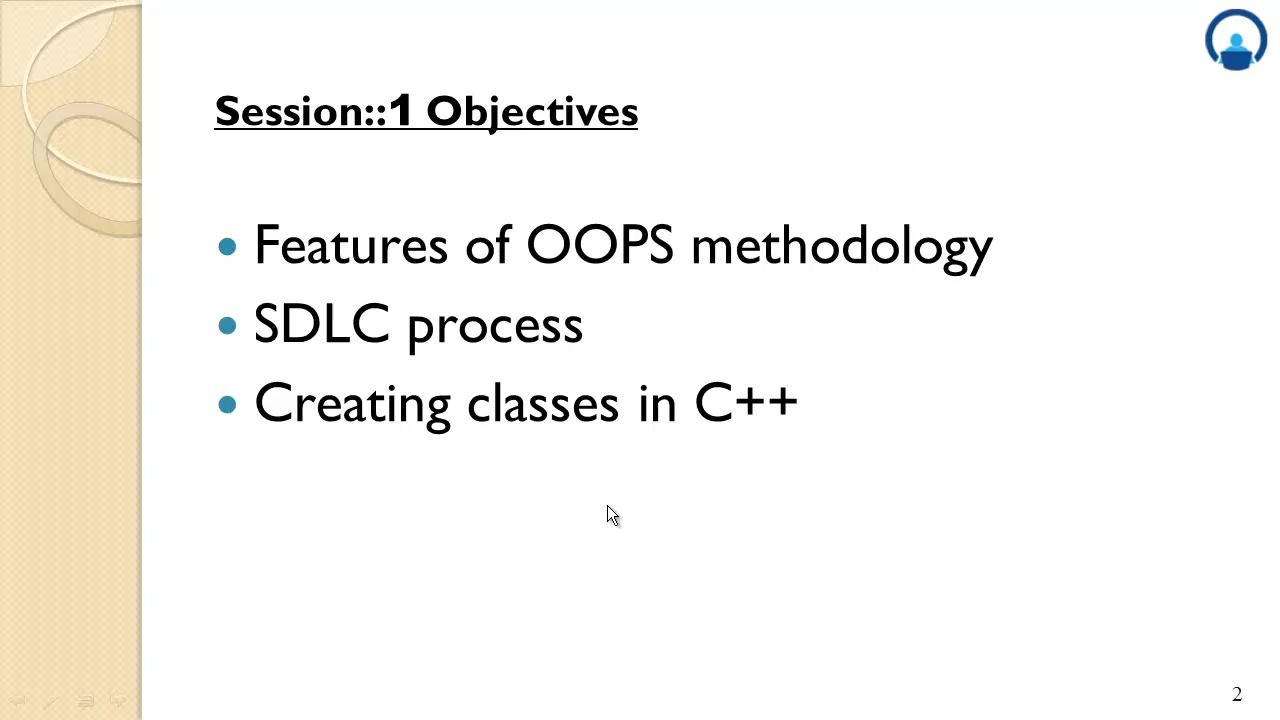 Session::1 Objectives
• Features of OOPS methodology
• SDLC process
• Creating classes in C++
2